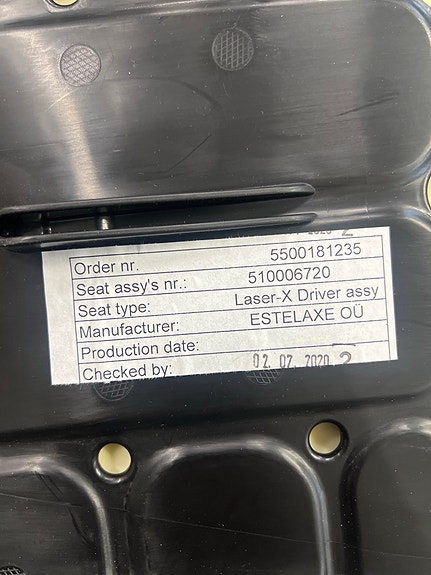 Order nr. 5500181235
Seat assy's nr.: 510006720
Seat type: Laser-X Driver assy
Manufacturer: ESTELAXE OÜ
Production date:
Checked by: 02. 07. 2020 2